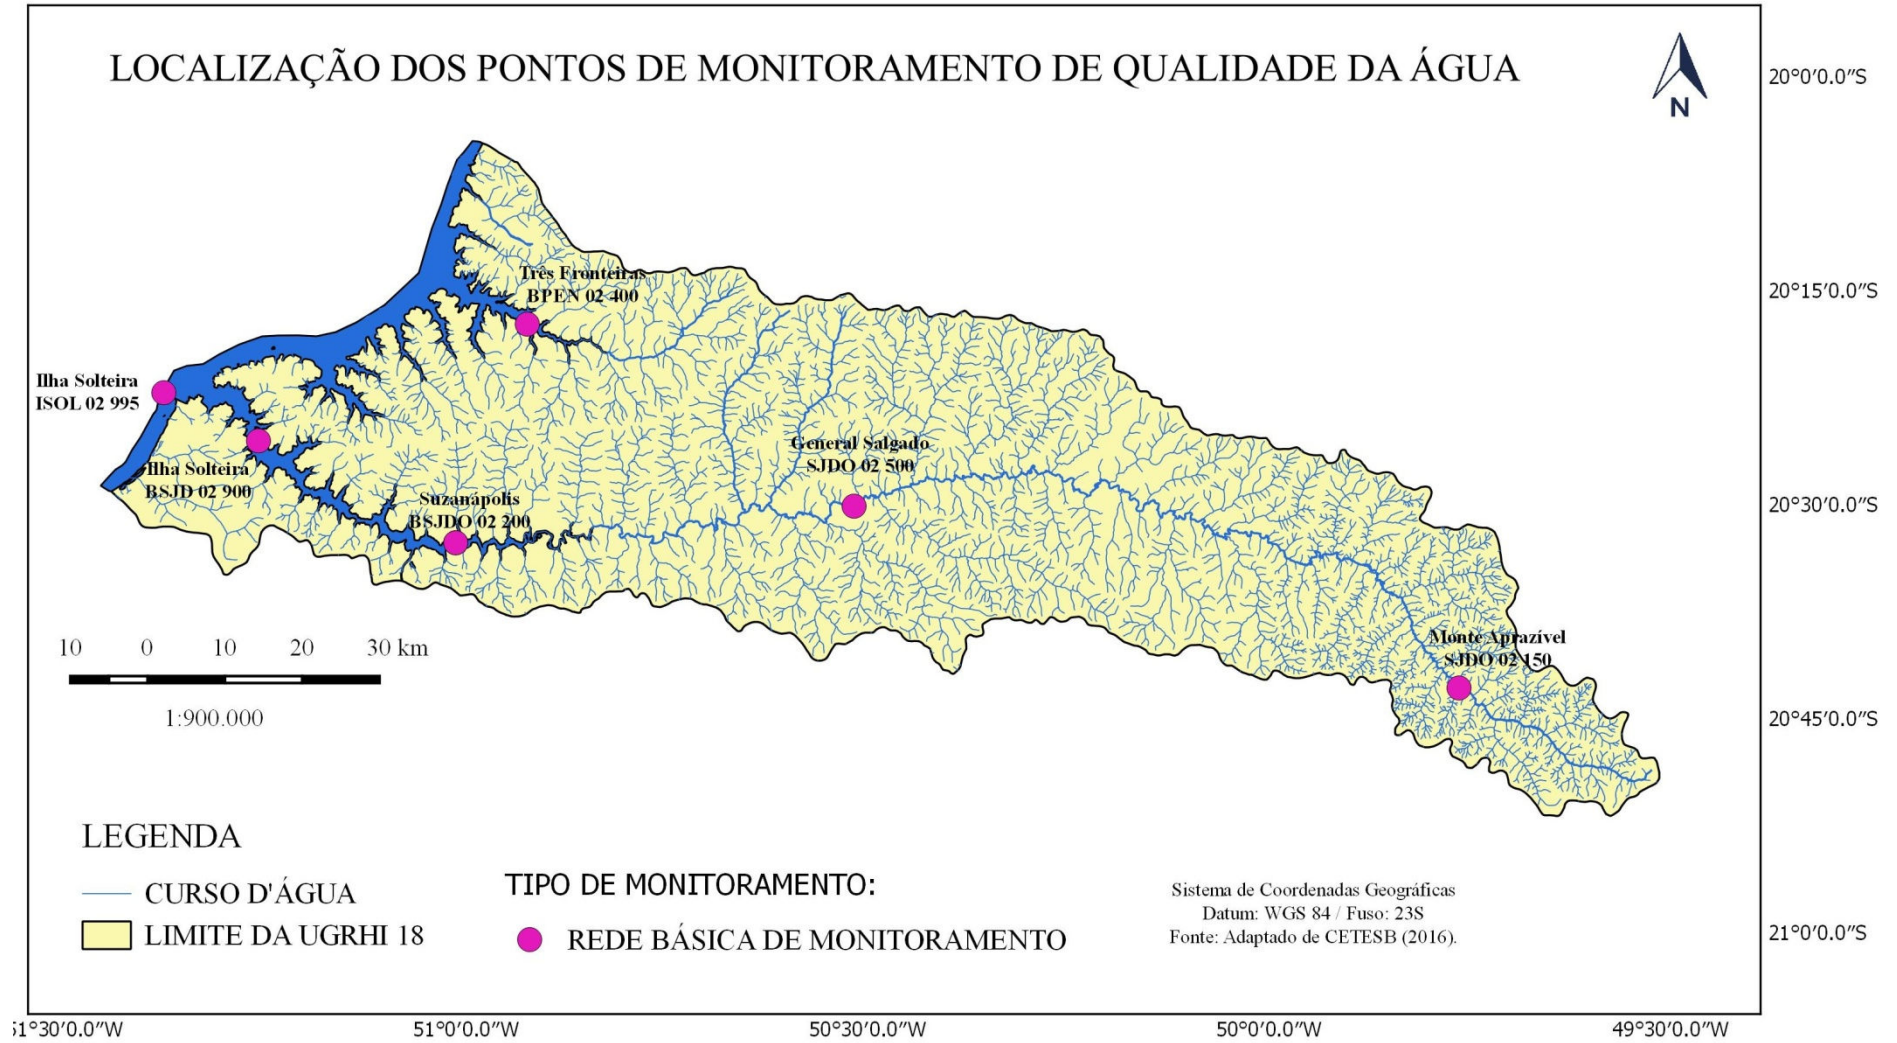 LOCALIZAÇÃO DOS PONTOS DE MONITORAMENTO DE QUALIDADE DA ÁGUA
N
20°0′0.0″S
20°15′0.0″S
20°30′0.0″S
20°45′0.0″S
21°0′0.0″S
Três Fronteiras
BPEN 02 400
Ilha Solteira
ISOL 02 995
Ilha Solteira
BSJD 02 900
Suzanápolis
BSJDO 02 200
General Salgado
SJDO 02 500
Monte Aprazível
SJDO 02 150
10 0 10 20 30 km
1:900.000
LEGENDA
CURSO D'ÁGUA
LIMITE DA UGRHI 18
TIPO DE MONITORAMENTO:
REDE BÁSICA DE MONITORAMENTO
Sistema de Coordenadas Geográficas
Datum: WGS 84 / Fuso: 23S
Fonte: Adaptado de CETESB (2016).
51°30′0.0″W 51°0′0.0″W 50°30′0.0″W 50°0′0.0″W 49°30′0.0″W